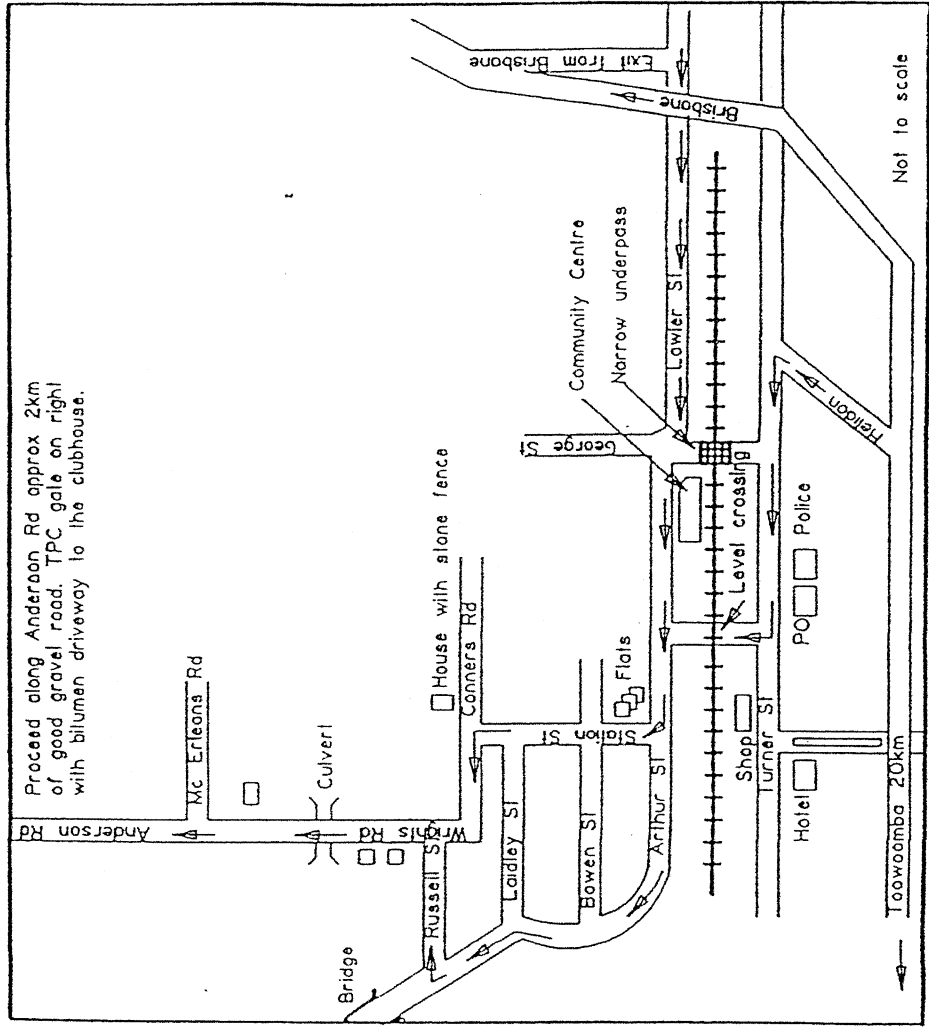 Proceed along Anderson Rd approx 2km
of good gravel road. TPC gate on right
with bitumen driveway to the clubhouse.
Anderson Rd
Mc Erleans Rd
Culvert
Wrights Rd
House with stone fence
Conners Rd
Russell St
Bridge
Laidley St
Station St
Bowen St
Flats
Arthur St
George St
Community Centre
Narrow underpass
Lawler St
Exit from Brisbane
Brisbane
Level crossing
Shop
Turner St
Hotel
PO
Police
Helidon
Toowoomba 20km
Not to scale